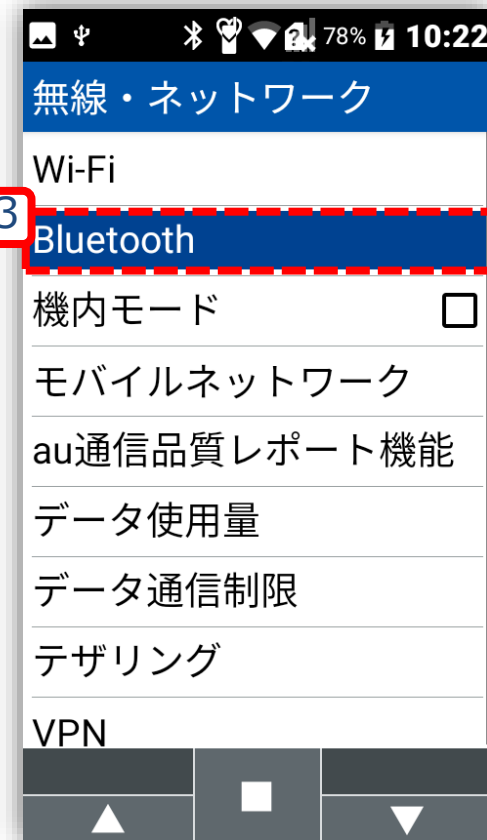 78% 10:22
無線・ネットワーク
Wi-Fi
3
Bluetooth
機内モード
モバイルネットワーク
au通信品質レポート機能
データ使用量
データ通信制限
テザリング
VPN